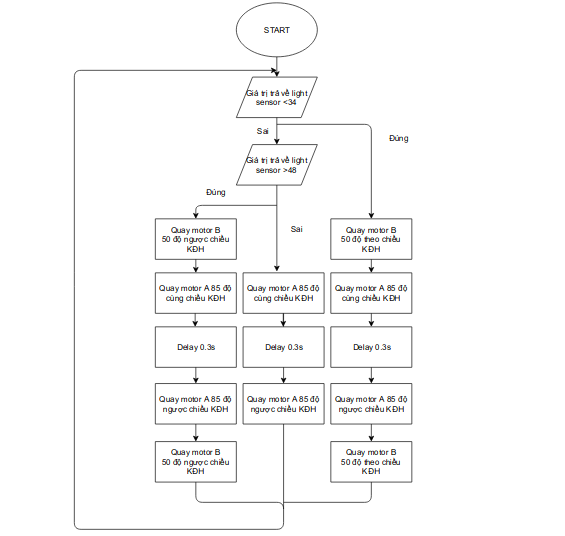 START
Giá trị trả về light
sensor <34
Sai
Đúng
Giá trị trả về light
sensor >48
Đúng
Sai
Quay motor B
50 độ ngược chiều
KĐH
Quay motor B
50 độ theo chiều
KĐH
Quay motor A 85 độ
cùng chiều KĐH
Quay motor A 85 độ
cùng chiều KĐH
Quay motor A 85 độ
cùng chiều KĐH
Delay 0.3s
Delay 0.3s
Delay 0.3s
Quay motor A 85 độ
ngược chiều KĐH
Quay motor A 85 độ
ngược chiều KĐH
Quay motor A 85 độ
ngược chiều KĐH
Quay motor B
50 độ ngược chiều
KĐH
Quay motor B
50 độ theo chiều
KĐH